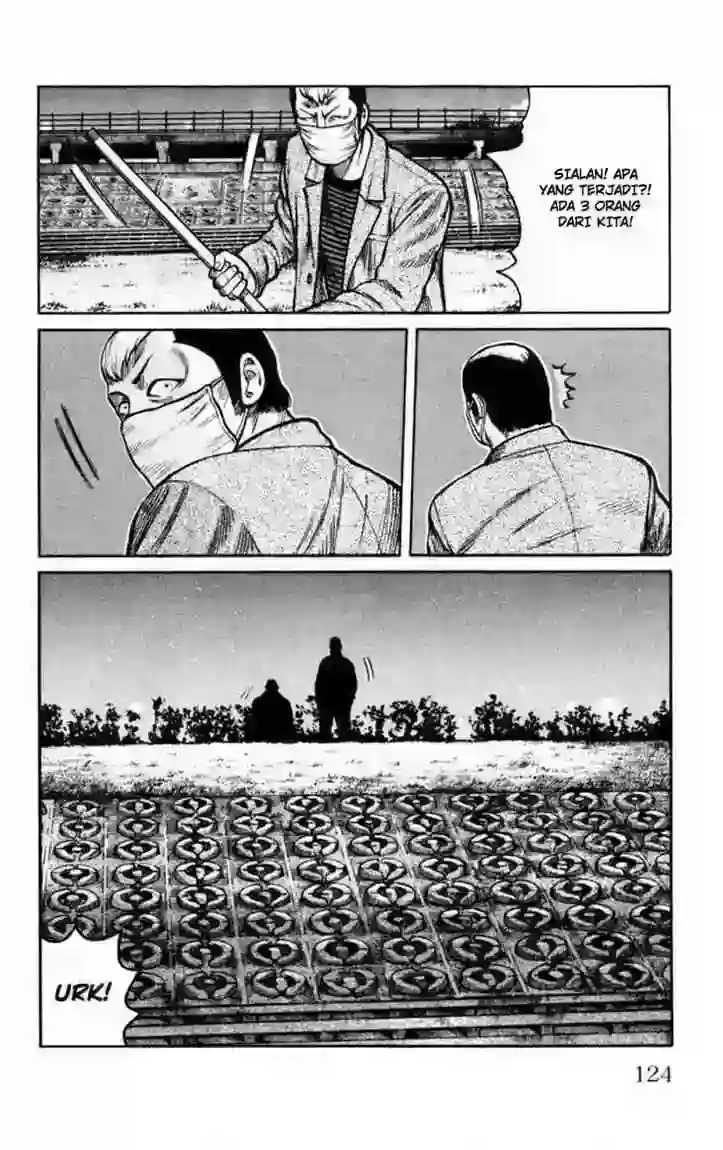 SIALAN! APA
YANG TERJADI?!
ADA 3 ORANG
DARI KITA!
URK!
124